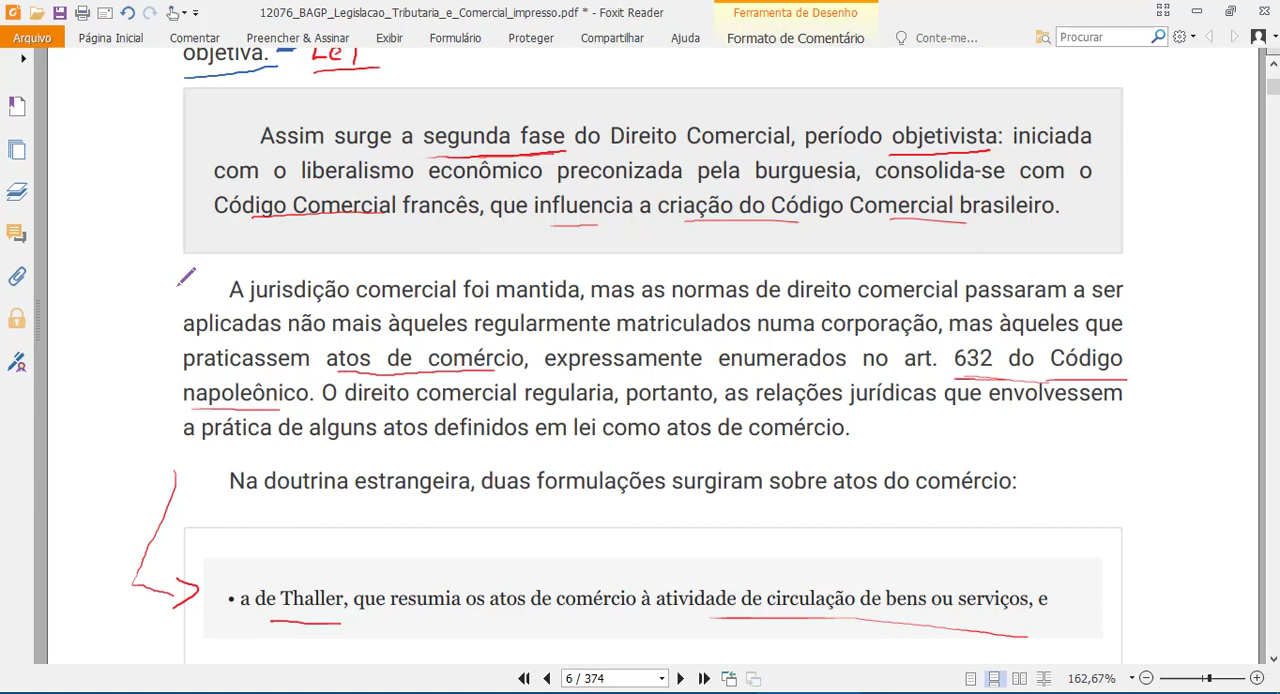 12076_BAGP_Legislacao_Tributaria_e_Comercial_impresso.pdf * - Foxit Reader
Ferramenta de Desenho
Arquivo Página Inicial Comentar Preencher & Assinar Exibir Formulário Proteger Compartilhar Ajuda Formato de Comentário Conte-me... Procurar
objetiva. Lei
Assim surge a segunda fase do Direito Comercial, período objetivista: iniciada
com o liberalismo econômico preconizada pela burguesia, consolida-se com o
Código Comercial francês, que influencia a criação do Código Comercial brasileiro.
A jurisdição comercial foi mantida, mas as normas de direito comercial passaram a ser
aplicadas não mais àqueles regularmente matriculados numa corporação, mas àqueles que
praticassem atos de comércio, expressamente enumerados no art. 632 do Código
napoleônico. O direito comercial regularia, portanto, as relações jurídicas que envolvessem
a prática de alguns atos definidos em lei como atos de comércio.
Na doutrina estrangeira, duas formulações surgiram sobre atos do comércio:
• a de Thaller, que resumia os atos de comércio à atividade de circulação de bens ou serviços, e
6 / 374
162,67%